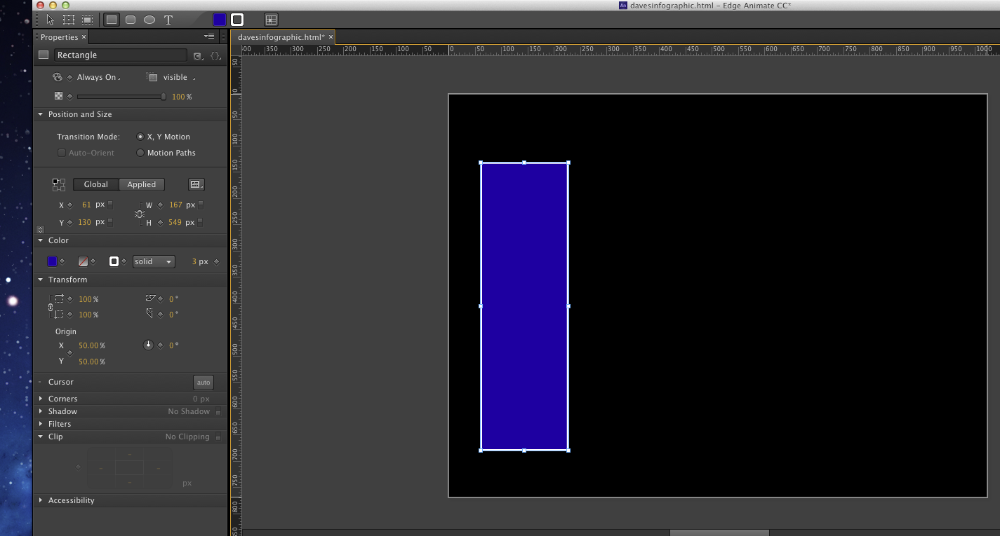 davesinfographic.html – Edge Animate CC*
T
Properties ×
davesinfographic.html* ×
00 350 300 250 200 150 100 50 0 50 100 150 200 250 300 350 400 450 500 550 600 650 700 750 800 850 900 950 1000
50 0 50 100 150 200 250 300 350 400 450 500 550 600 650 700 750 800
Rectangle C {}
Always On visible
100 %
Position and Size
Transition Mode: X, Y Motion
Auto-Orient Motion Paths
Global Applied
X 61 px W 167 px
Y 130 px H 549 px
Color
solid 3 px
Transform
100 % 0 °
100 % 0 °
Origin
X 50.00 % 0 °
Y 50.00 %
Cursor auto
Corners 0 px
Shadow No Shadow
Filters
Clip No Clipping
px
Accessibility